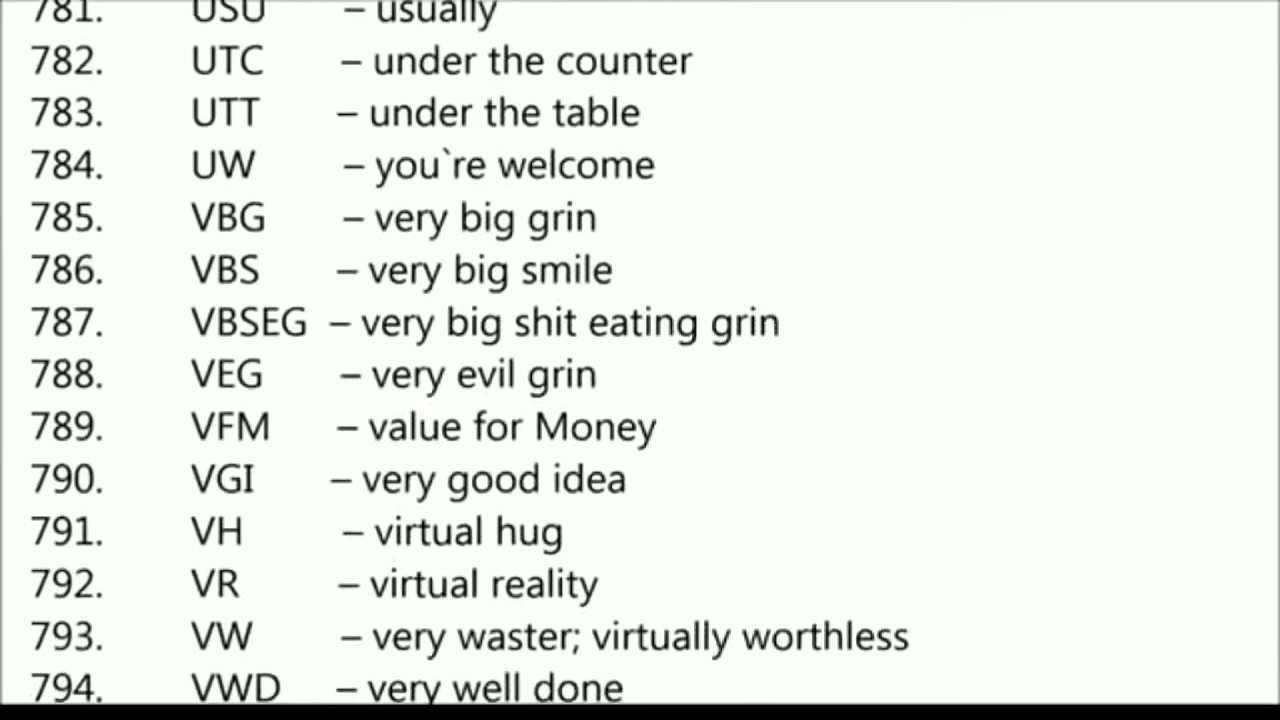 781. USU – usually
782. UTC – under the counter
783. UTT – under the table
784. UW – you`re welcome
785. VBG – very big grin
786. VBS – very big smile
787. VBSEG – very big shit eating grin
788. VEG – very evil grin
789. VFM – value for Money
790. VGI – very good idea
791. VH – virtual hug
792. VR – virtual reality
793. VW – very waster; virtually worthless
794. VWD – very well done